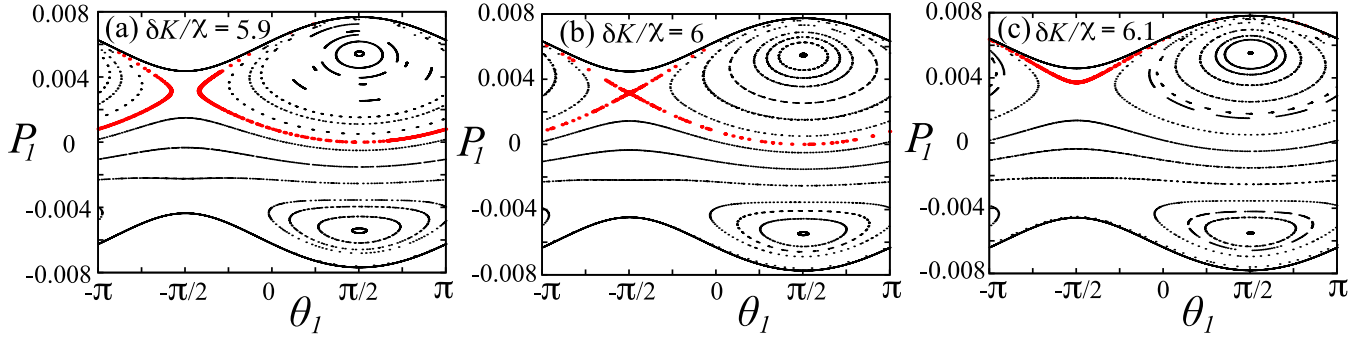 (a) δK/χ = 5.9
P₁
0.008
0.004
0
-0.004
-0.008
-π
-π/2
0
π/2
π
θ₁
(b) δK/χ = 6
P₁
0.008
0.004
0
-0.004
-0.008
-π
-π/2
0
π/2
π
θ₁
(c) δK/χ = 6.1
P₁
0.008
0.004
0
-0.004
-0.008
-π
-π/2
0
π/2
π
θ₁